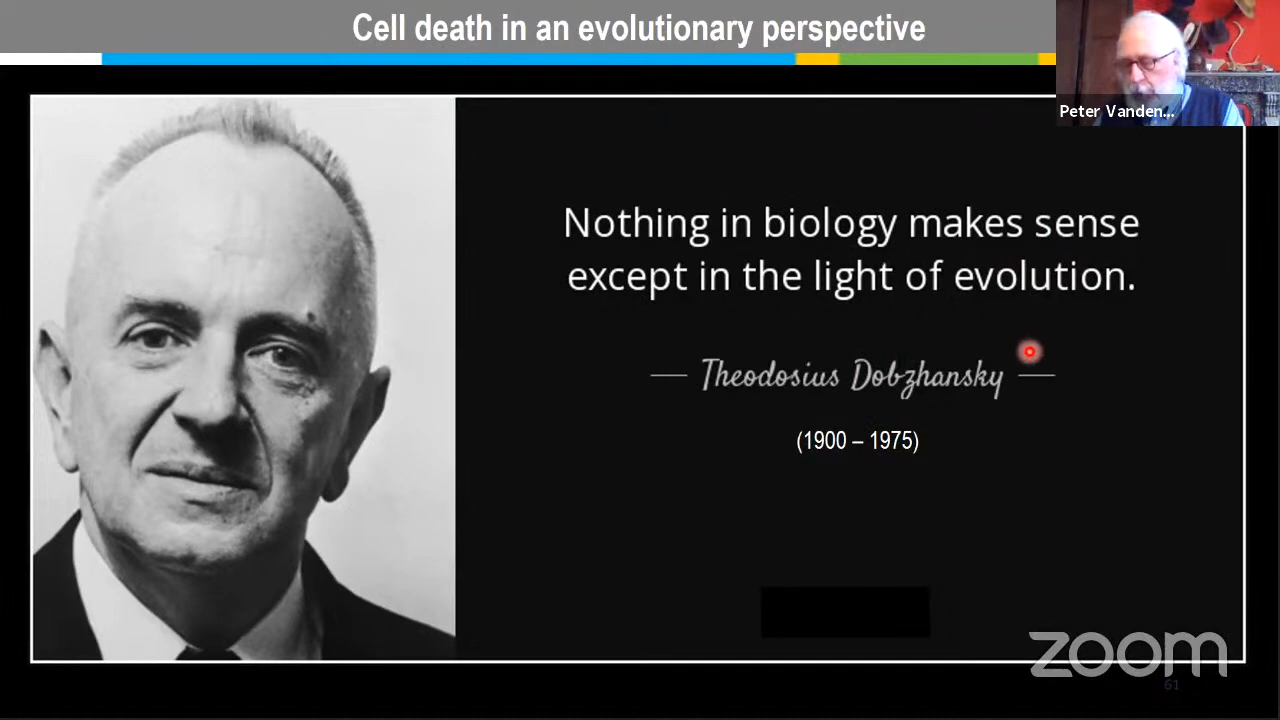 Cell death in an evolutionary perspective
Peter Vanden...
Nothing in biology makes sense
except in the light of evolution.
Theodosius Dobzhansky
(1900 – 1975)
zoom
61